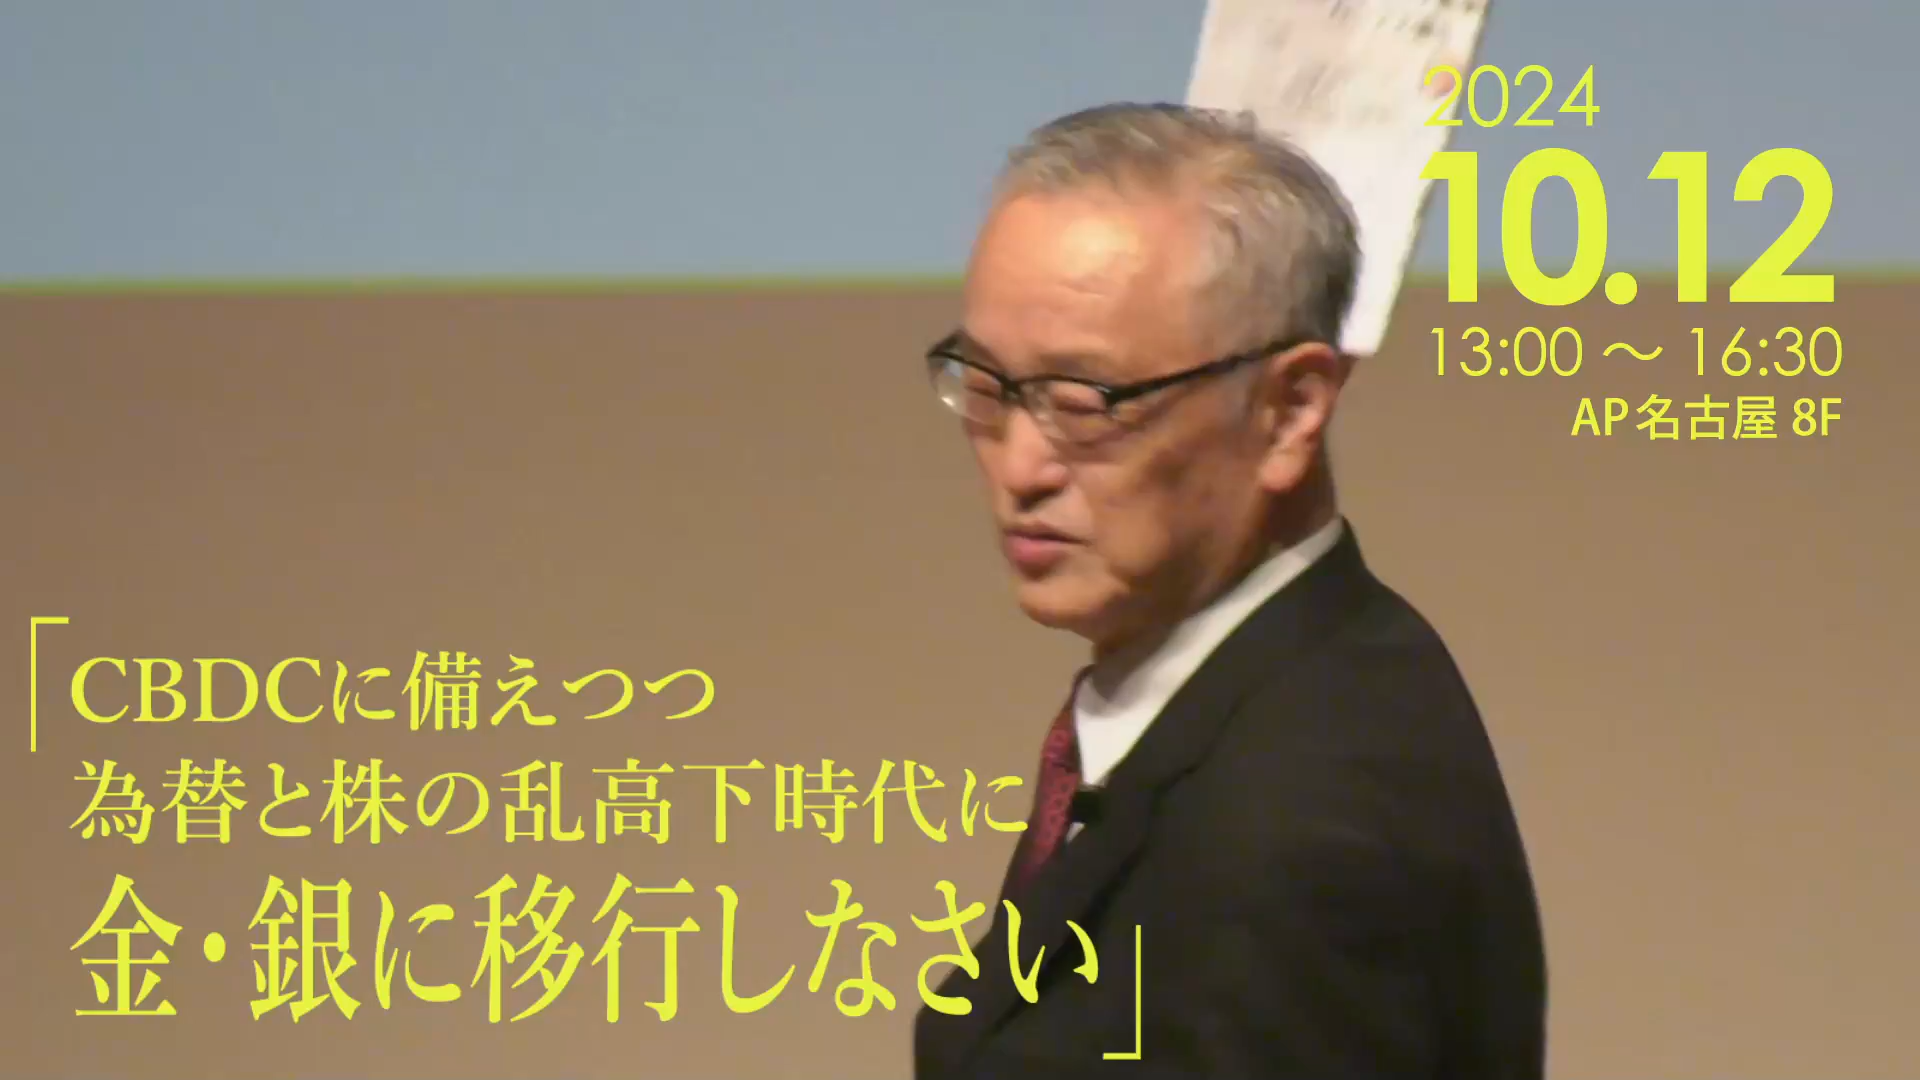 2024
10.12
13:00 ～ 16:30
AP名古屋 8F
「CBDCに備えつつ
為替と株の乱高下時代に
金・銀に移行しなさい」